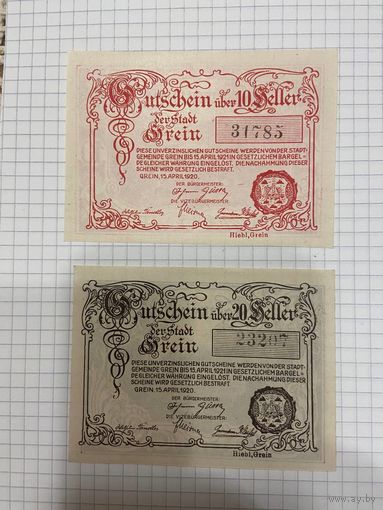 Gutschein über 10 Heller
der Stadt
Grein
31785
DIESE UNVERZINSLICHEN GUTSCHEINE WERDEN VON DER STADT-
GEMEINDE GREIN BIS 15.APRIL 1921 IN GESETZLICHEM BARGEL=
DE GLEICHER WÄHRUNG EINGELÖST. DIE NACHAHMUNG DIESER
SCHEINE WIRD GESETZLICH BESTRAFT.
GREIN, 15.APRIL 1920.
DER BÜRGERMEISTER:
DIE VIZEBÜRGERMEISTER:
Hiebl, Grein
Gutschein über 20 Heller
der Stadt
Grein
23207
DIESE UNVERZINSLICHEN GUTSCHEINE WERDEN VON DER STADT-
GEMEINDE GREIN BIS 15.APRIL 1921 IN GESETZLICHEM BARGEL=
DE GLEICHER WÄHRUNG EINGELÖST. DIE NACHAHMUNG DIESER
SCHEINE WIRD GESETZLICH BESTRAFT.
GREIN, 15.APRIL 1920.
DER BÜRGERMEISTER:
DIE VIZEBÜRGERMEISTER:
Hiebl, Grein
www.ay.by